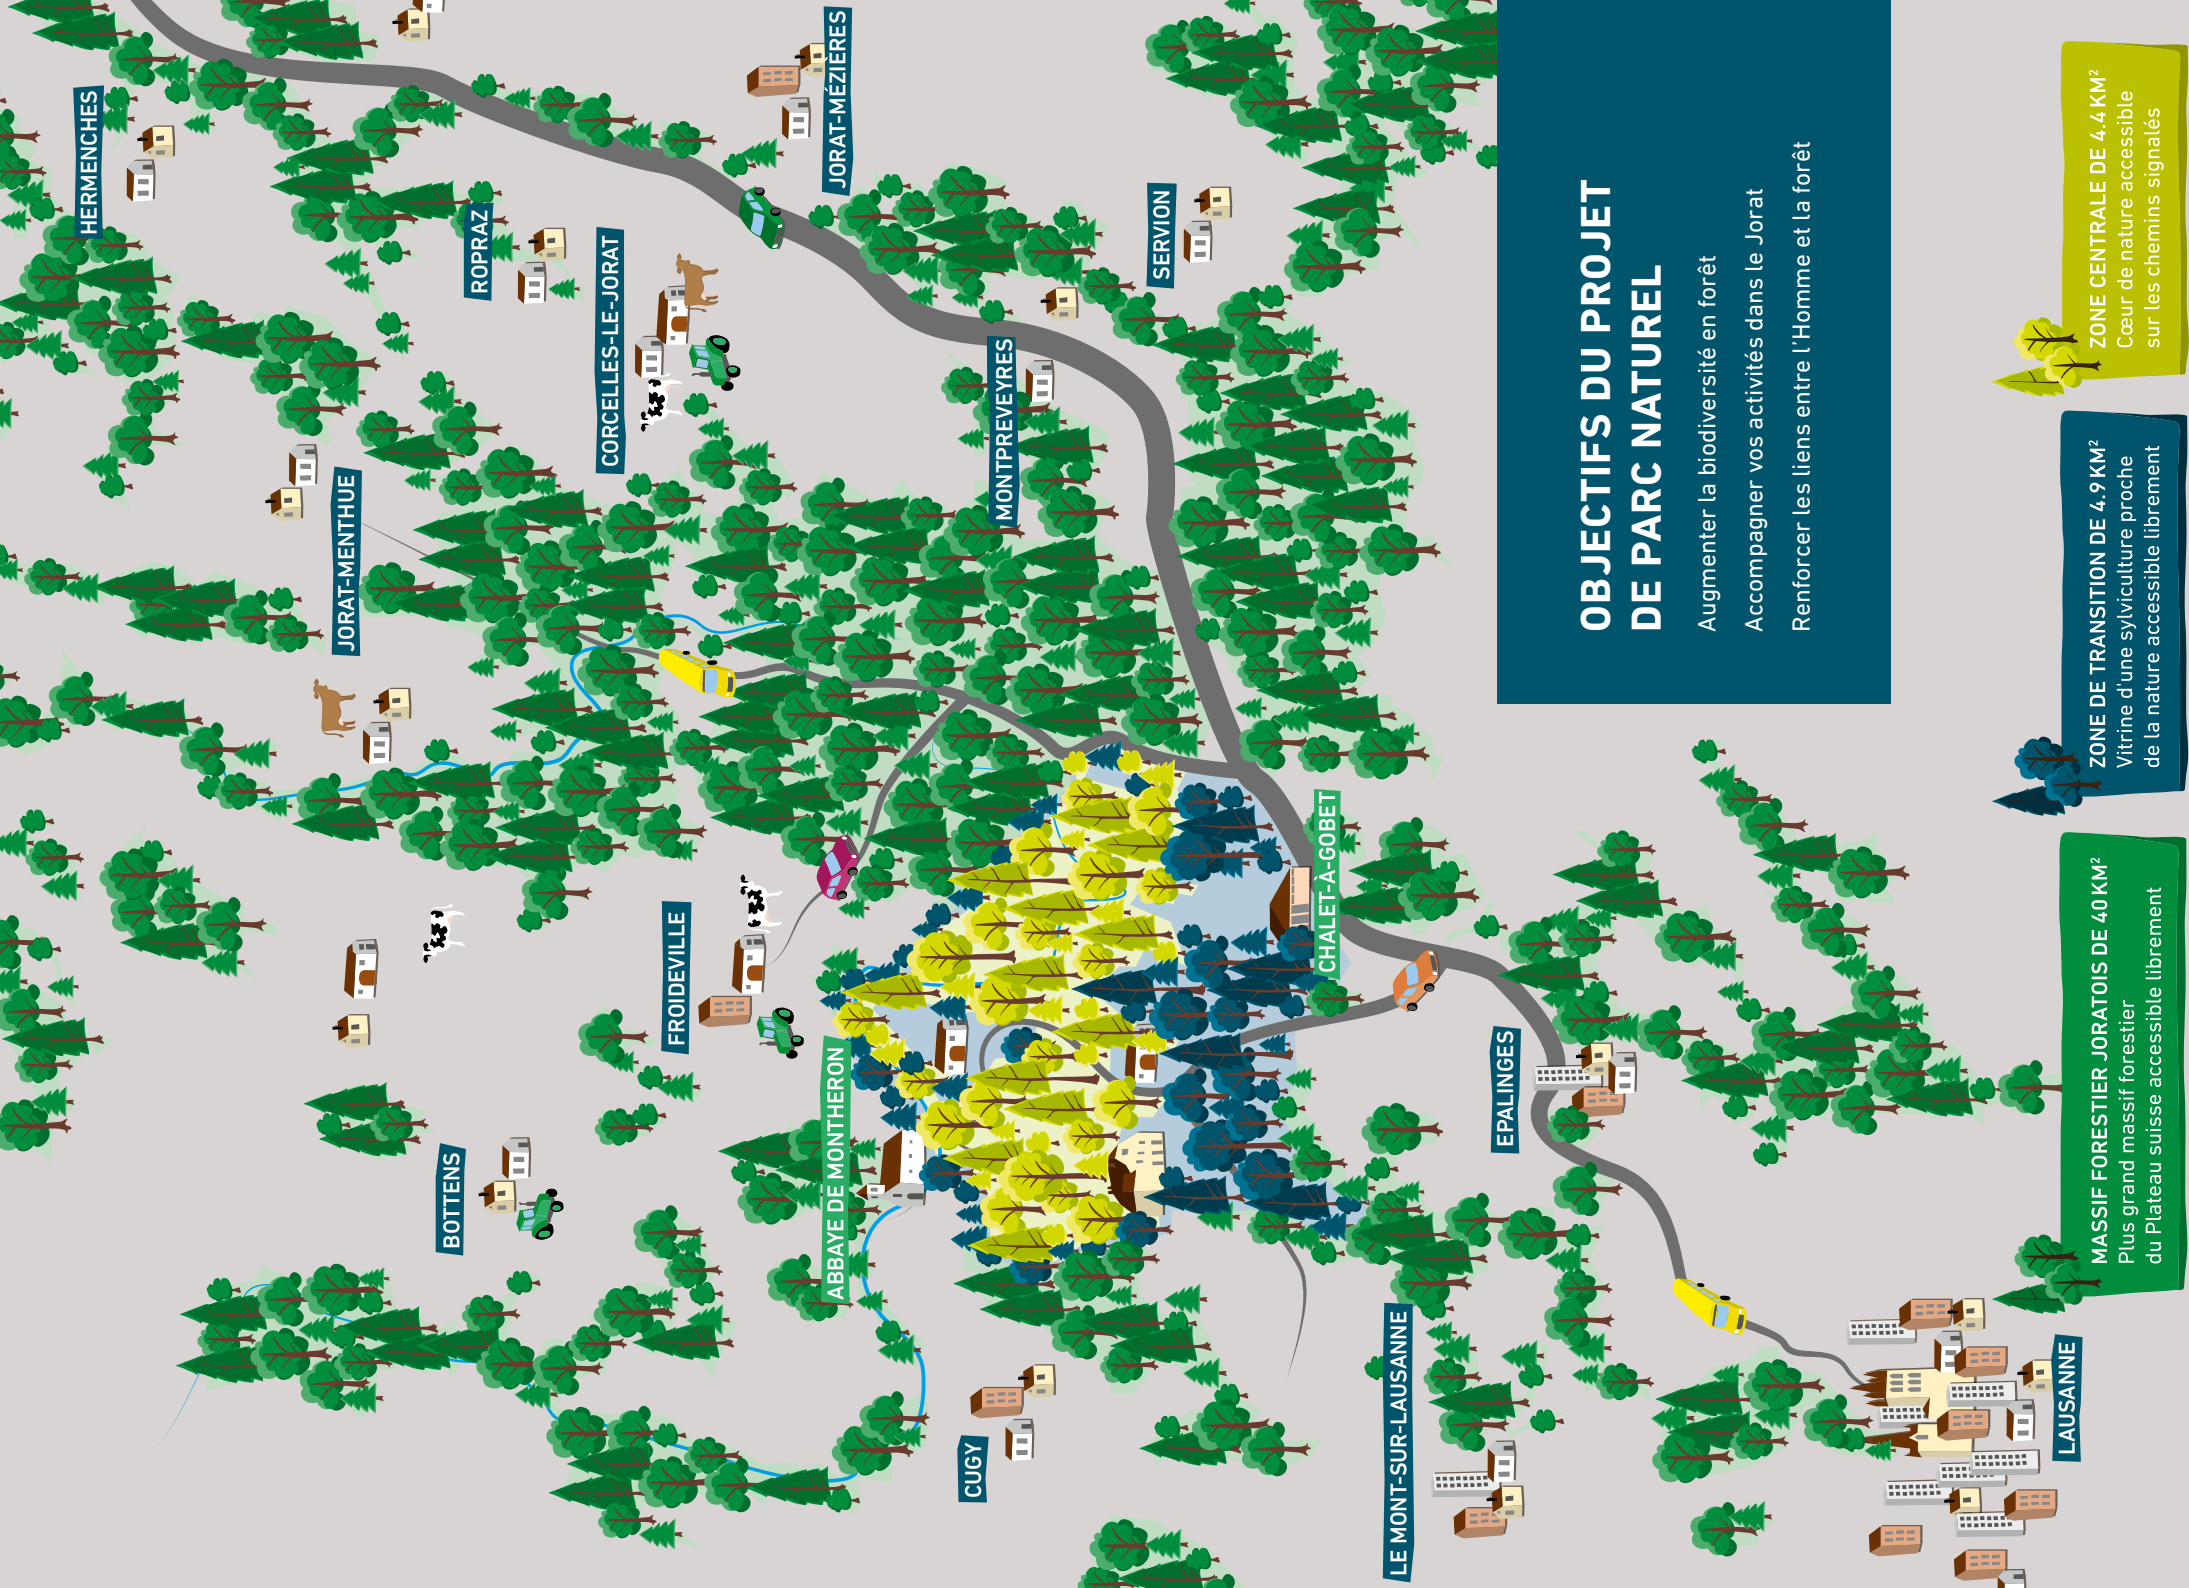 HERMENCHES
JORAT-MÉZIÈRES
ROPRAZ
CORCELLES-LE-JORAT
SERVION
MONTPREVEYRES
JORAT-MENTHUE
FROIDEVILLE
CHALET-À-GOBET
BOTTENS
ABBAYE DE MONTHERON
EPALINGES
CUGY
LE MONT-SUR-LAUSANNE
LAUSANNE
OBJECTIFS DU PROJET
DE PARC NATUREL
Augmenter la biodiversité en forêt
Accompagner vos activités dans le Jorat
Renforcer les liens entre l'Homme et la forêt
MASSIF FORESTIER JORATOIS DE 40 KM²
Plus grand massif forestier
du Plateau suisse accessible librement
ZONE DE TRANSITION DE 4.9 KM²
Vitrine d'une sylviculture proche
de la nature accessible librement
ZONE CENTRALE DE 4.4 KM²
Cœur de nature accessible
sur les chemins signalés